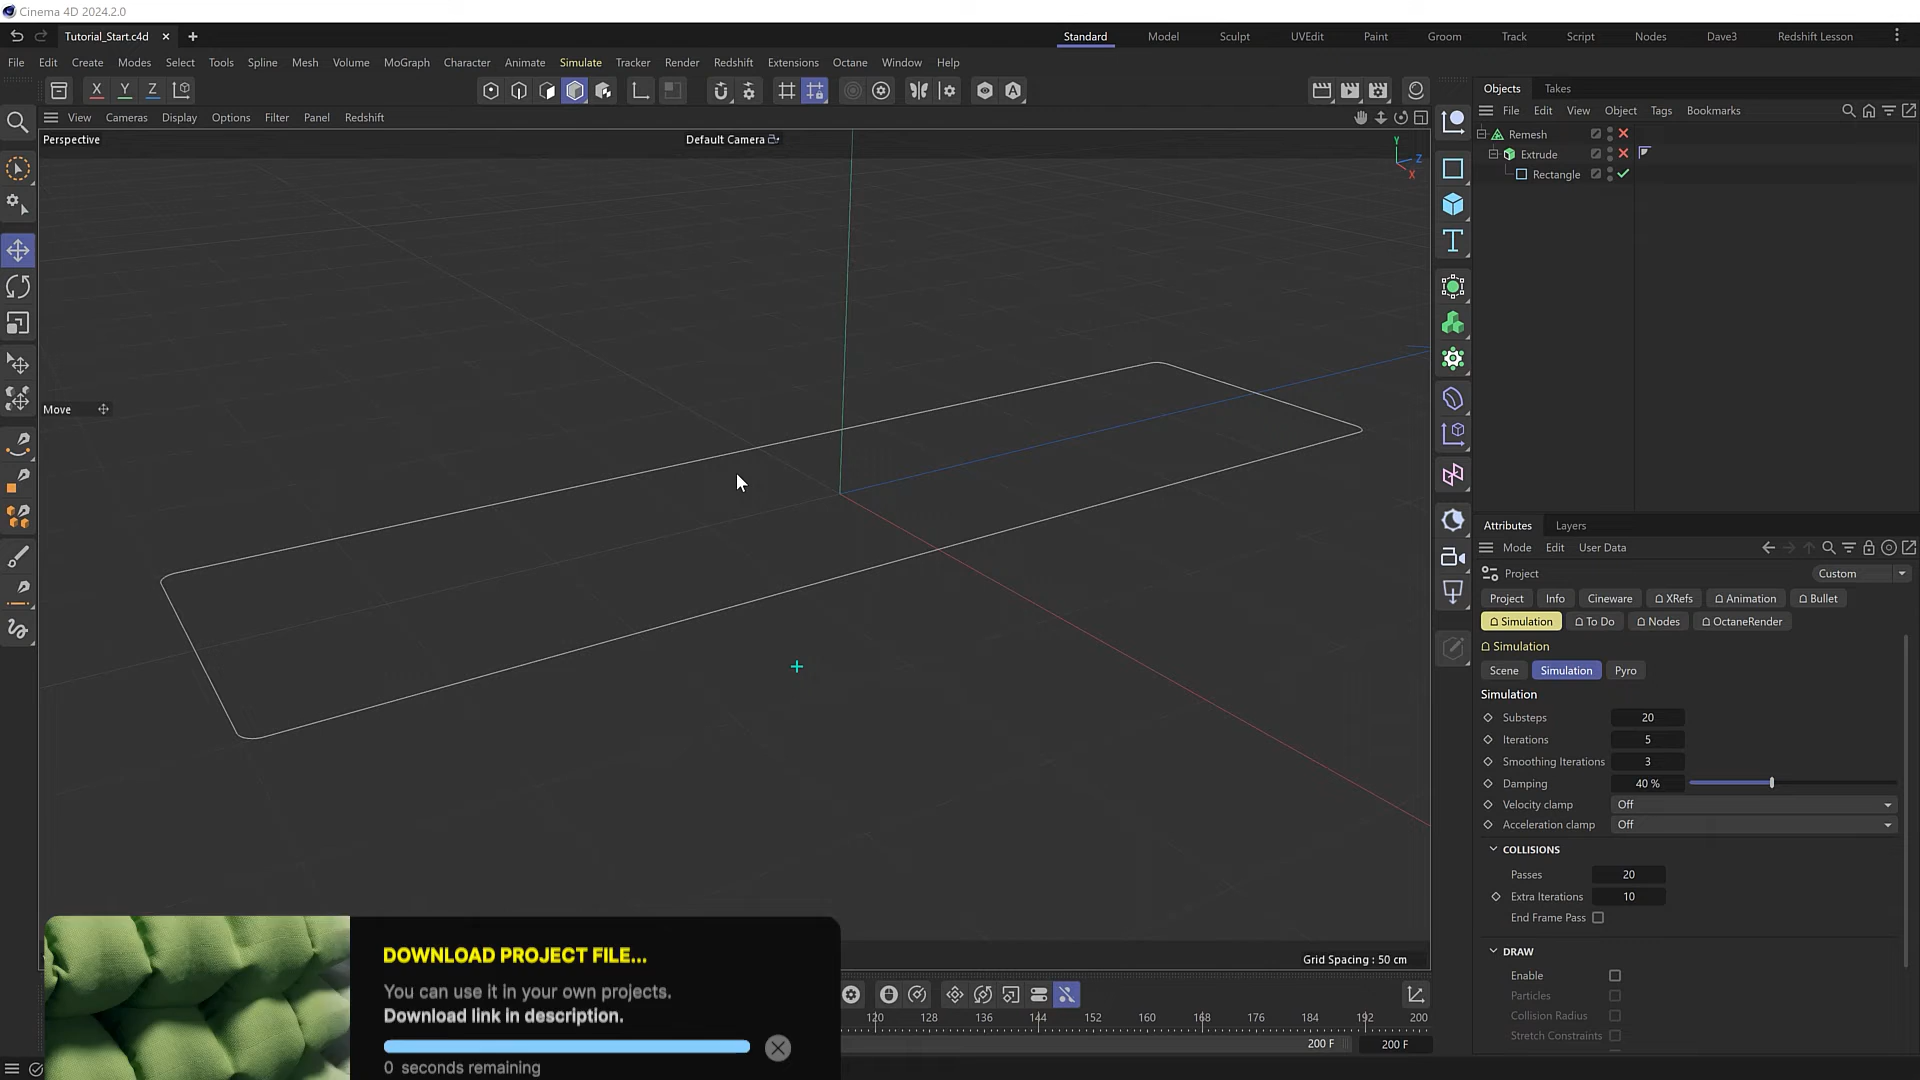 Cinema 4D 2024.2.0
Tutorial_Start.c4d
Standard Model Sculpt UVEdit Paint Groom Track Script Nodes Dave3 Redshift Lesson
File Edit Create Modes Select Tools Spline Mesh Volume MoGraph Character Animate Simulate Tracker Render Redshift Extensions Octane Window Help
X Y Z
View Cameras Display Options Filter Panel Redshift
Perspective
Default Camera
Y
Z
X
Move
Grid Spacing : 50 cm
Objects Takes
File Edit View Object Tags Bookmarks
Remesh
Extrude
Rectangle
Attributes Layers
Mode Edit User Data
Project
Custom
Project Info Cineware XRefs Animation Bullet
Simulation To Do Nodes OctaneRender
Simulation
Scene Simulation Pyro
Simulation
Substeps 20
Iterations 5
Smoothing Iterations 3
Damping 40 %
Velocity clamp Off
Acceleration clamp Off
COLLISIONS
Passes 20
Extra Iterations 10
End Frame Pass
DRAW
Enable
Particles
Collision Radius
Stretch Constraints
DOWNLOAD PROJECT FILE...
You can use it in your own projects.
Download link in description.
0 seconds remaining
120 128 136 144 152 160 168 176 184 192 200
200 F 200 F